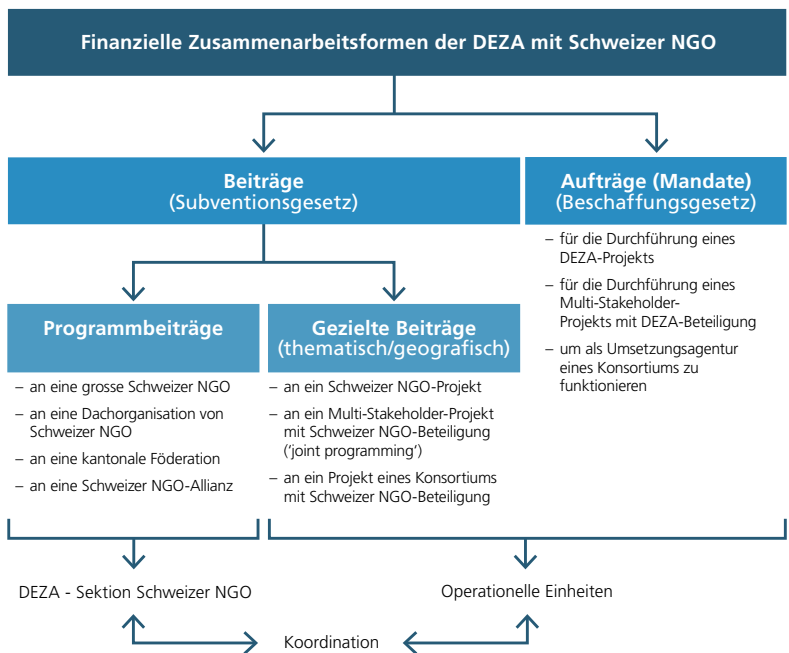 Finanzielle Zusammenarbeitsformen der DEZA mit Schweizer NGO
Beiträge
(Subventionsgesetz)
Aufträge (Mandate)
(Beschaffungsgesetz)
– für die Durchführung eines
DEZA-Projekts
– für die Durchführung eines
Multi-Stakeholder-
Projekts mit DEZA-Beteiligung
– um als Umsetzungsagentur
eines Konsortiums zu
funktionieren
Programmbeiträge
– an eine grosse Schweizer NGO
– an eine Dachorganisation von
Schweizer NGO
– an eine kantonale Föderation
– an eine Schweizer NGO-Allianz
Gezielte Beiträge
(thematisch/geografisch)
– an ein Schweizer NGO-Projekt
– an ein Multi-Stakeholder-Projekt
mit Schweizer NGO-Beteiligung
('joint programming')
– an ein Projekt eines Konsortiums
mit Schweizer NGO-Beteiligung
DEZA - Sektion Schweizer NGO
Operationelle Einheiten
Koordination